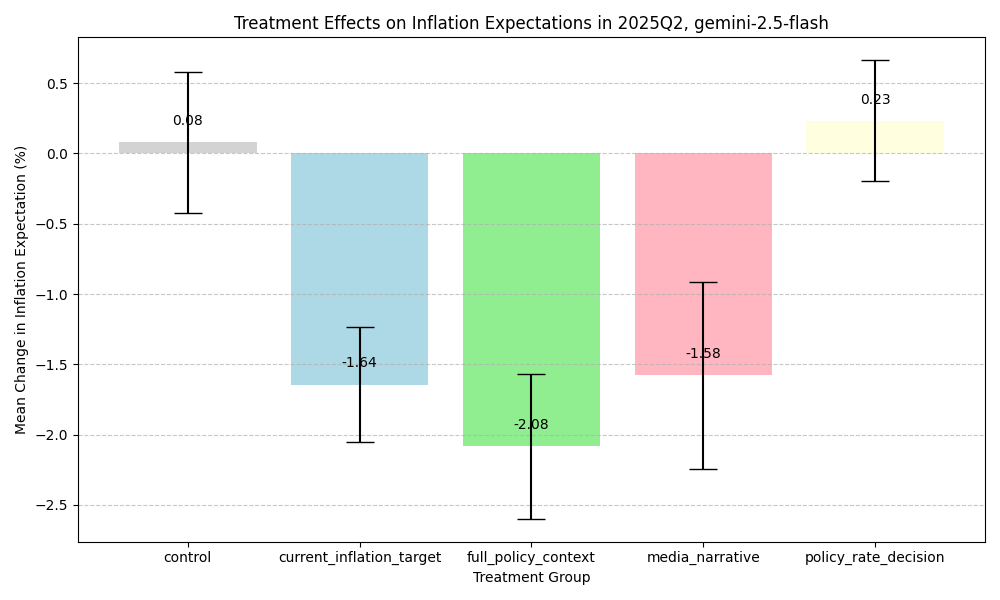 Treatment Effects on Inflation Expectations in 2025Q2, gemini-2.5-flash
Mean Change in Inflation Expectation (%)
0.5
0.0
−0.5
−1.0
−1.5
−2.0
−2.5
0.08
-1.64
-2.08
-1.58
0.23
control
current_inflation_target
full_policy_context
media_narrative
policy_rate_decision
Treatment Group